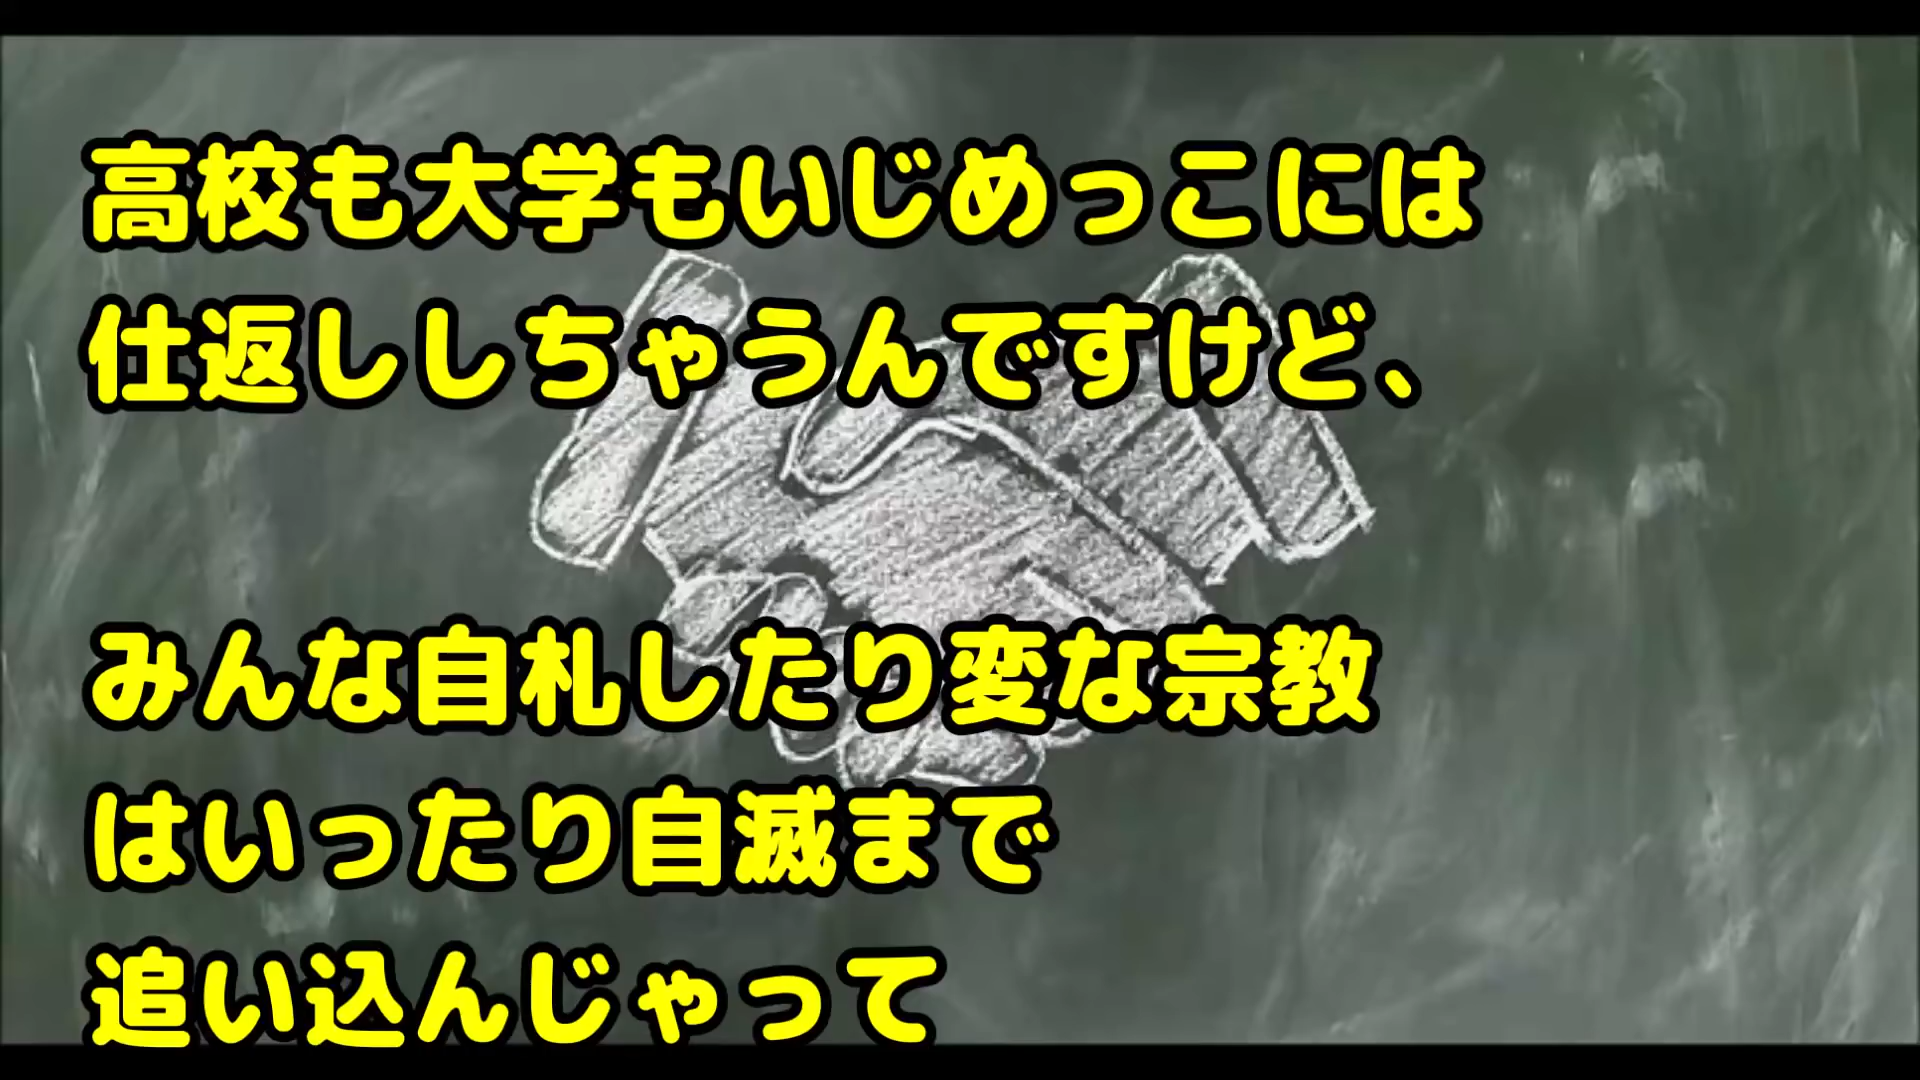 高校も大学もいじめっこには
仕返ししちゃうんですけど、
みんな自札したり変な宗教
はいったり自滅まで
追い込んじゃって